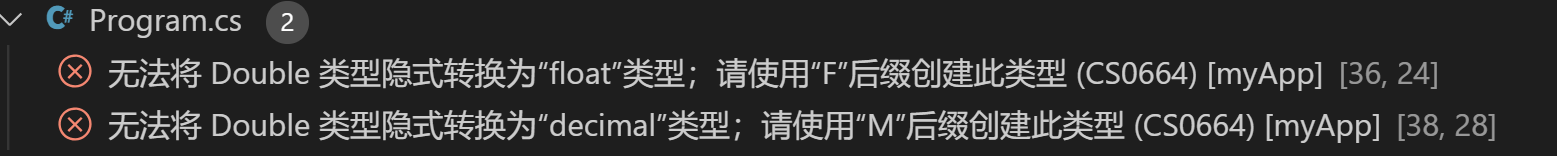 C# Program.cs 2
无法将 Double 类型隐式转换为“float”类型；请使用“F”后缀创建此类型 (CS0664) [myApp] [36, 24]
无法将 Double 类型隐式转换为“decimal”类型；请使用“M”后缀创建此类型 (CS0664) [myApp] [38, 28]